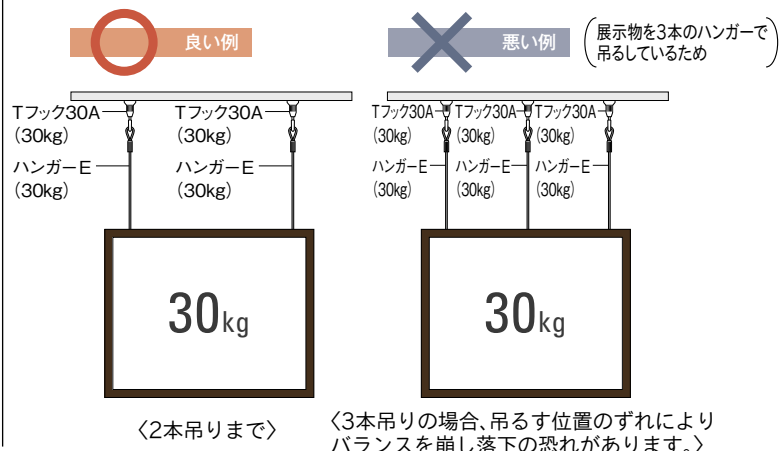 良い例
悪い例
展示物を3本のハンガーで
吊るしているため
Tフック30A
(30kg)
Tフック30A
(30kg)
ハンガーE
(30kg)
ハンガーE
(30kg)
30kg
〈2本吊りまで〉
Tフック30A
(30kg)
Tフック30A
(30kg)
Tフック30A
(30kg)
ハンガーE
(30kg)
ハンガーE
(30kg)
ハンガーE
(30kg)
30kg
〈3本吊りの場合、吊るす位置のずれにより
バランスを崩し落下の恐れがあります。〉